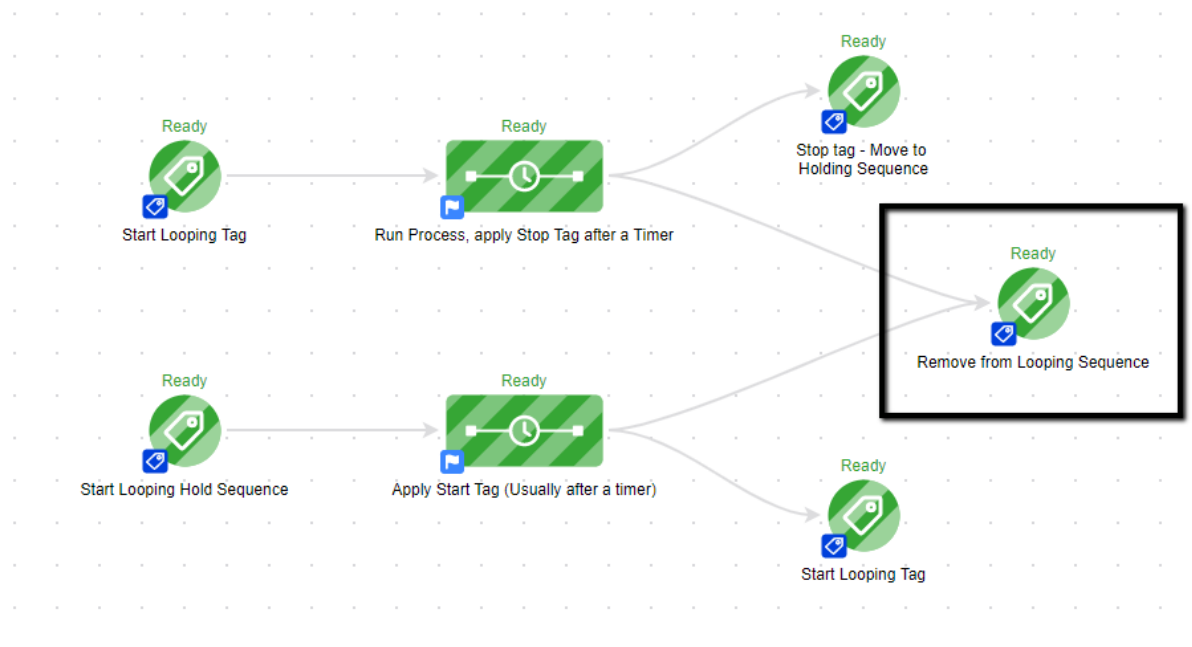 Ready
Stop tag - Move to
Holding Sequence
Ready
Start Looping Tag
Ready
Run Process, apply Stop Tag after a Timer
Ready
Remove from Looping Sequence
Ready
Start Looping Hold Sequence
Ready
Apply Start Tag (Usually after a timer)
Ready
Start Looping Tag